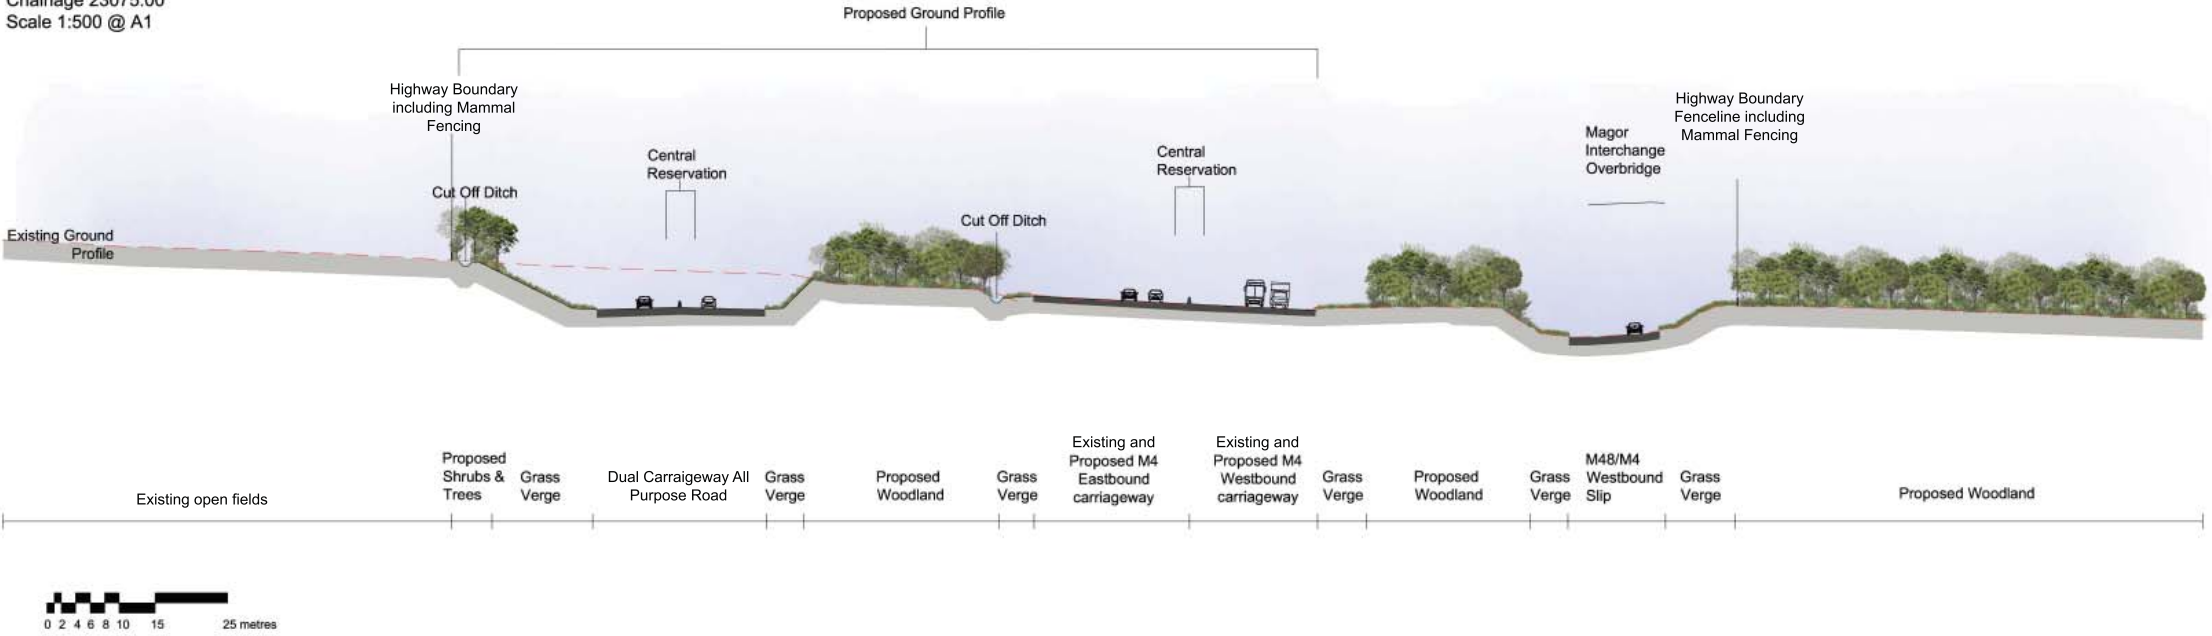 Chainage 23075.00
Scale 1:500 @ A1
Proposed Ground Profile
Highway Boundary
including Mammal
Fencing
Cut Off Ditch
Existing Ground
Profile
Central
Reservation
Cut Off Ditch
Central
Reservation
Magor
Interchange
Overbridge
Highway Boundary
Fenceline including
Mammal Fencing
Existing open fields
Proposed
Shrubs &
Trees
Grass
Verge
Dual Carraigeway All
Purpose Road
Grass
Verge
Proposed
Woodland
Grass
Verge
Existing and
Proposed M4
Eastbound
carriageway
Existing and
Proposed M4
Westbound
carriageway
Grass
Verge
Proposed
Woodland
Grass
Verge
M48/M4
Westbound
Slip
Grass
Verge
Proposed Woodland
0 2 4 6 8 10 15 25 metres